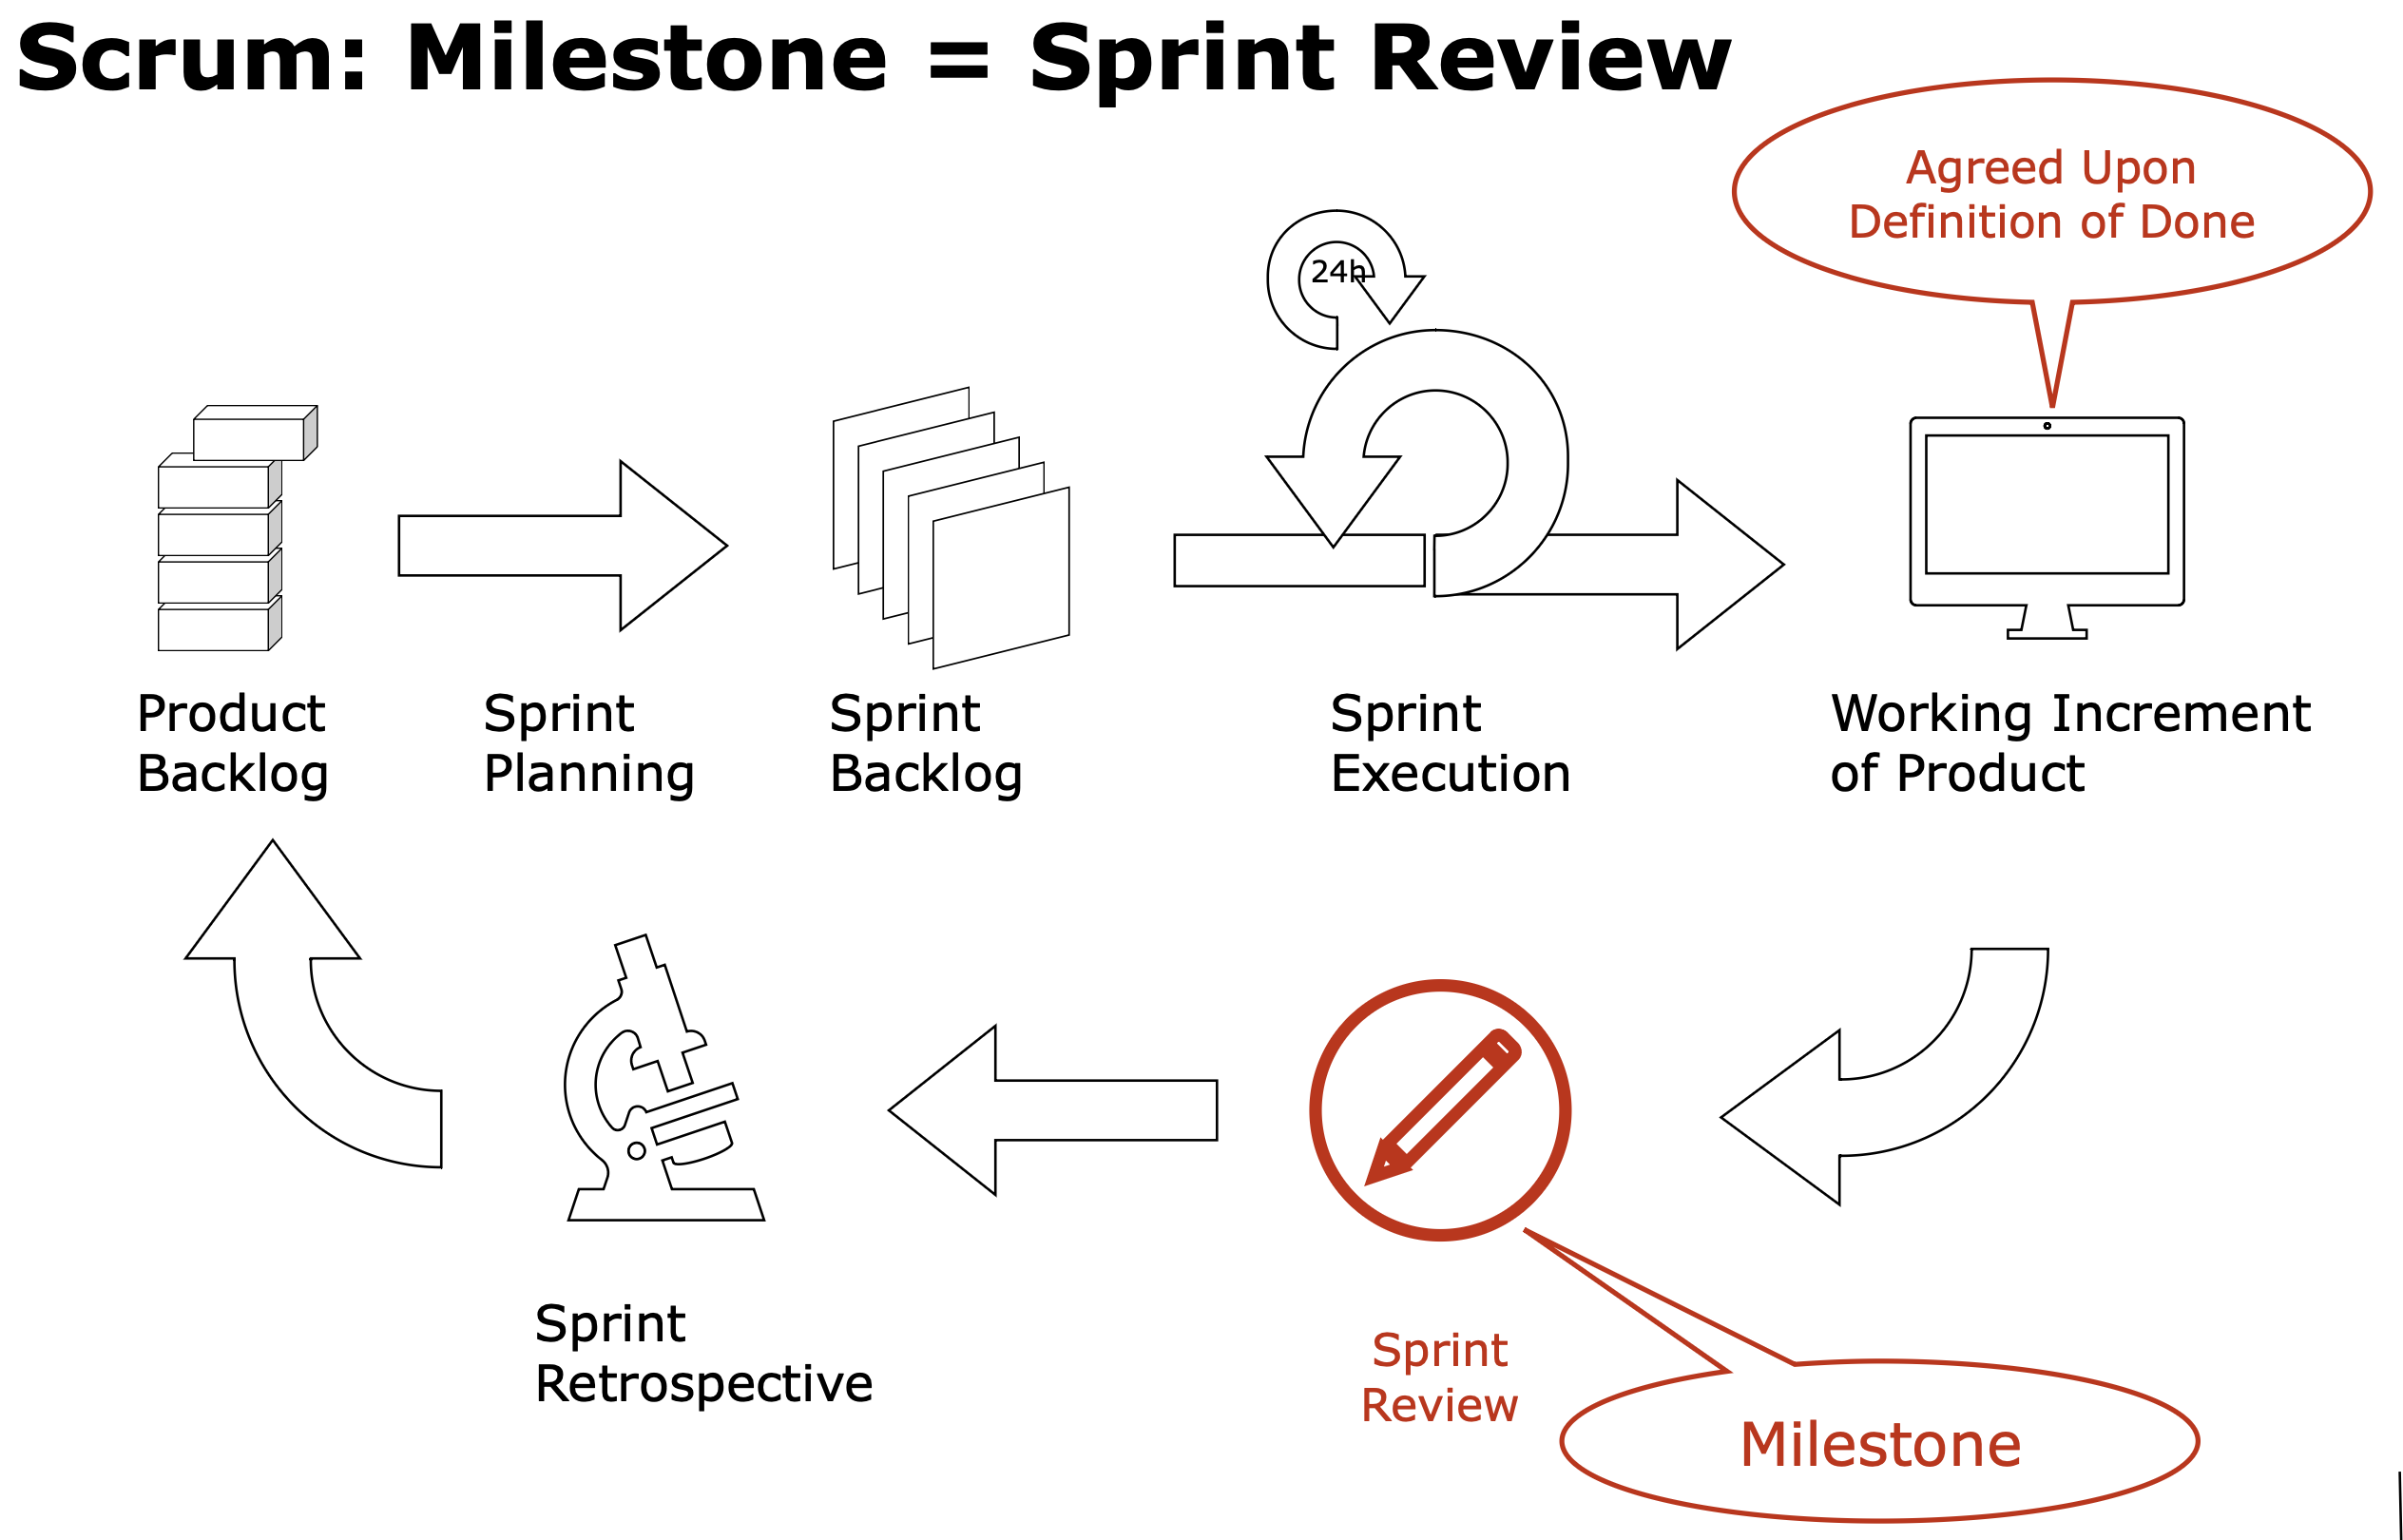 Scrum: Milestone = Sprint Review
Agreed Upon
Definition of Done
24h
Product
Backlog
Sprint
Planning
Sprint
Backlog
Sprint
Execution
Working Increment
of Product
Sprint
Retrospective
Sprint
Review
Milestone